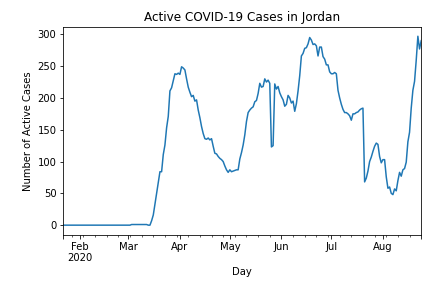 Active COVID-19 Cases in Jordan
Number of Active Cases
300
250
200
150
100
50
0
Feb
2020
Mar
Apr
May
Jun
Jul
Aug
Day